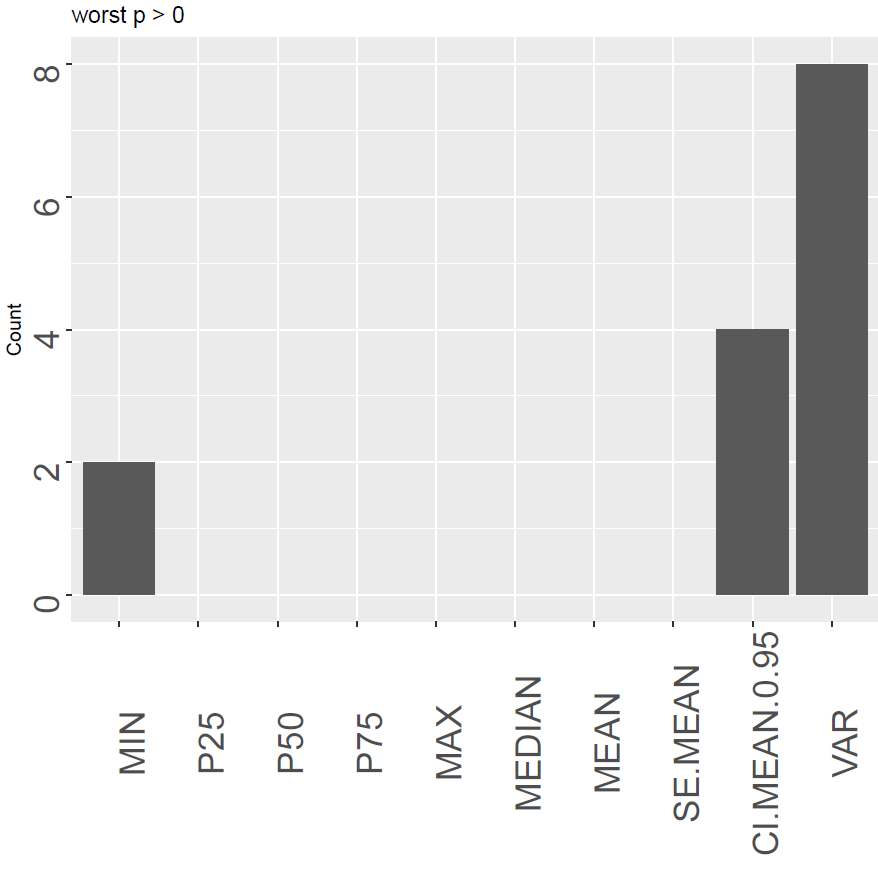 worst p > 0
Count
8
6
4
2
0
MIN
P25
P50
P75
MAX
MEDIAN
MEAN
SE.MEAN
CI.MEAN.0.95
VAR